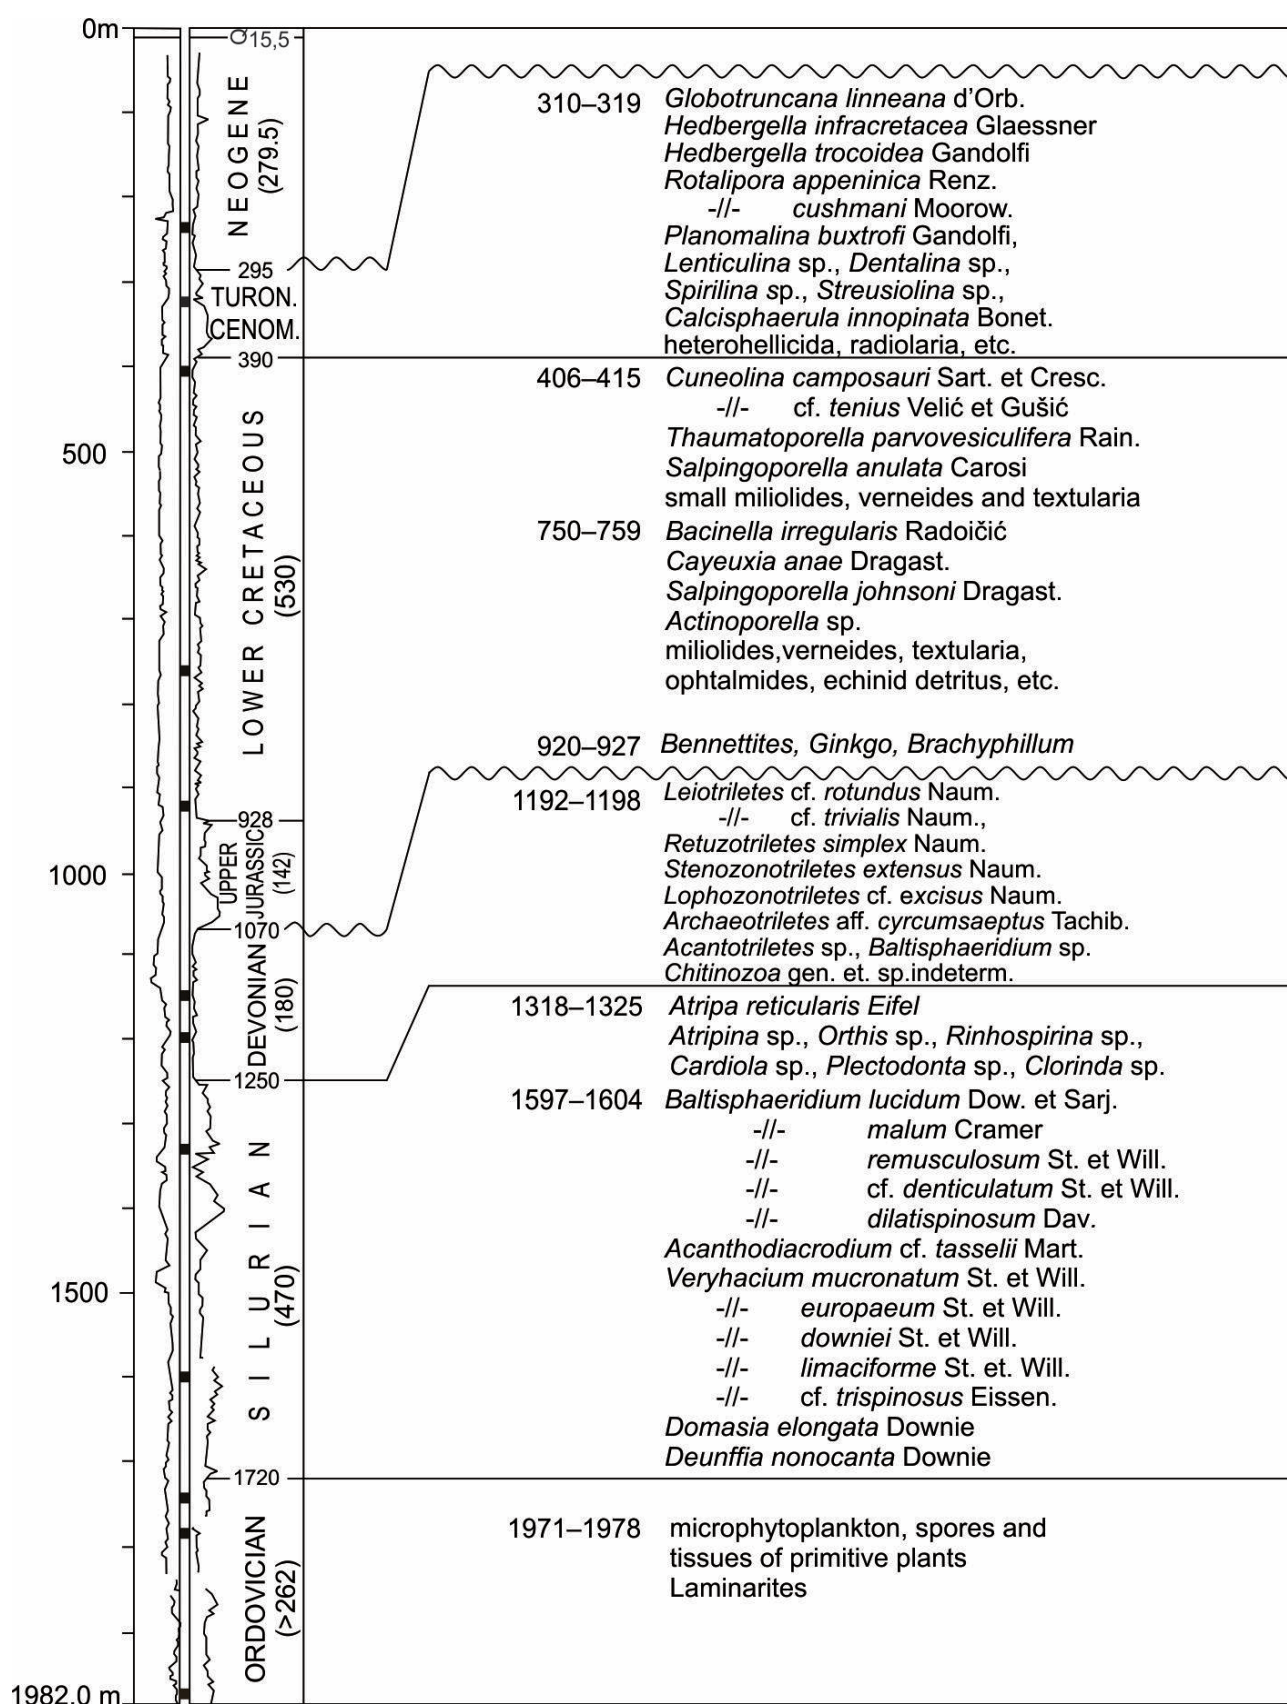 0m
Q 15,5
NEOGENE
(279.5)
295
TURON.
CENOM.
390
500
LOWER CRETACEOUS
(530)
928
UPPER
JURASSIC
(142)
1000
1070
DEVONIAN
(180)
1250
SILURIAN
(470)
1500
1720
ORDOVICIAN
(>262)
1982.0 m
310–319 Globotruncana linneana d’Orb.
Hedbergella infracretacea Glaessner
Hedbergella trocoidea Gandolfi
Rotalipora appeninica Renz.
-//- cushmani Moorow.
Planomalina buxtrofi Gandolfi,
Lenticulina sp., Dentalina sp.,
Spirilina sp., Streusiolina sp.,
Calcisphaerula innopinata Bonet.
heterohellicida, radiolaria, etc.
406–415 Cuneolina camposauri Sart. et Cresc.
-//- cf. tenius Velić et Gušić
Thaumatoporella parvovesiculifera Rain.
Salpingoporella anulata Carosi
small miliolides, verneides and textularia
750–759 Bacinella irregularis Radoičić
Cayeuxia anae Dragast.
Salpingoporella johnsoni Dragast.
Actinoporella sp.
miliolides,verneides, textularia,
ophtalmides, echinid detritus, etc.
920–927 Bennettites, Ginkgo, Brachyphillum
1192–1198 Leiotriletes cf. rotundus Naum.
-//- cf. trivialis Naum.,
Retuzotriletes simplex Naum.
Stenozonotriletes extensus Naum.
Lophozonotriletes cf. excisus Naum.
Archaeotriletes aff. cyrcumsaeptus Tachib.
Acantotriletes sp., Baltisphaeridium sp.
Chitinozoa gen. et. sp.indeterm.
1318–1325 Atripa reticularis Eifel
Atripina sp., Orthis sp., Rinhospirina sp.,
Cardiola sp., Plectodonta sp., Clorinda sp.
1597–1604 Baltisphaeridium lucidum Dow. et Sarj.
-//- malum Cramer
-//- remusculosum St. et Will.
-//- cf. denticulatum St. et Will.
-//- dilatispinosum Dav.
Acanthodiacrodium cf. tasselii Mart.
Veryhacium mucronatum St. et Will.
-//- europaeum St. et Will.
-//- downiei St. et Will.
-//- limaciforme St. et. Will.
-//- cf. trispinosus Eissen.
Domasia elongata Downie
Deunffia nonocanta Downie
1971–1978 microphytoplankton, spores and
tissues of primitive plants
Laminarites